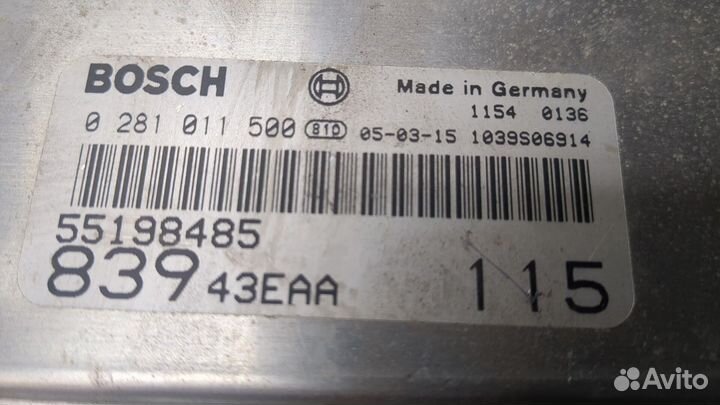 BOSCH Made in Germany
1154 0136
0 281 011 500 810 05-03-15 1039S06914
55198485
839 43EAA 115
Avito